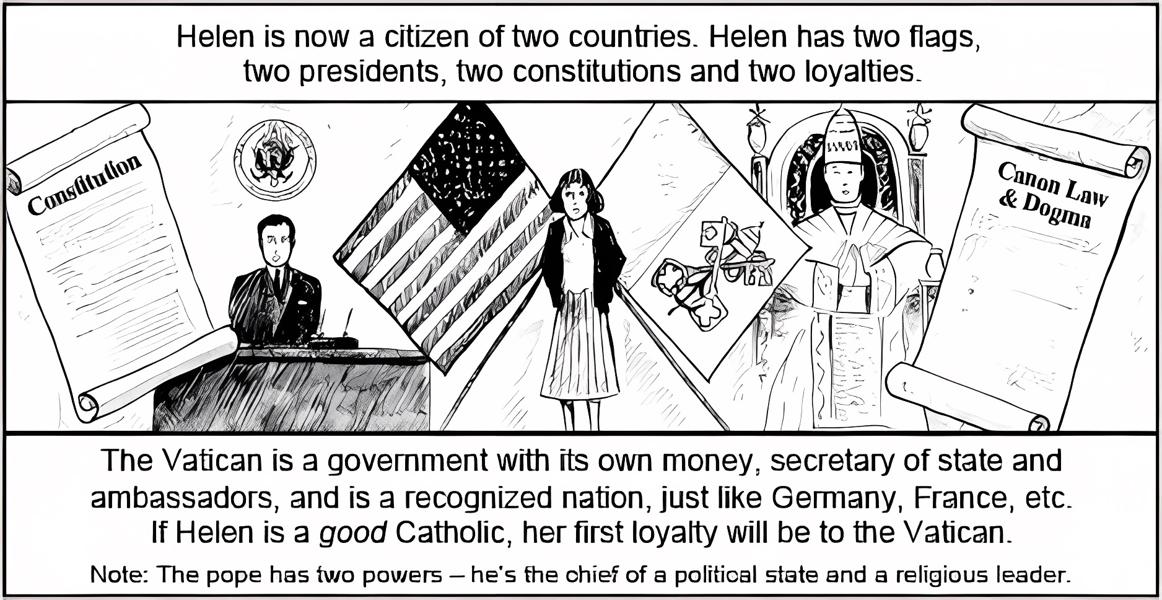 Helen is now a citizen of two countries. Helen has two flags,
two presidents, two constitutions and two loyalties.
Constitution
Canon Law
& Dogma
The Vatican is a government with its own money, secretary of state and
ambassadors, and is a recognized nation, just like Germany, France, etc.
If Helen is a good Catholic, her first loyalty will be to the Vatican.
Note: The pope has two powers – he's the chief of a political state and a religious leader.